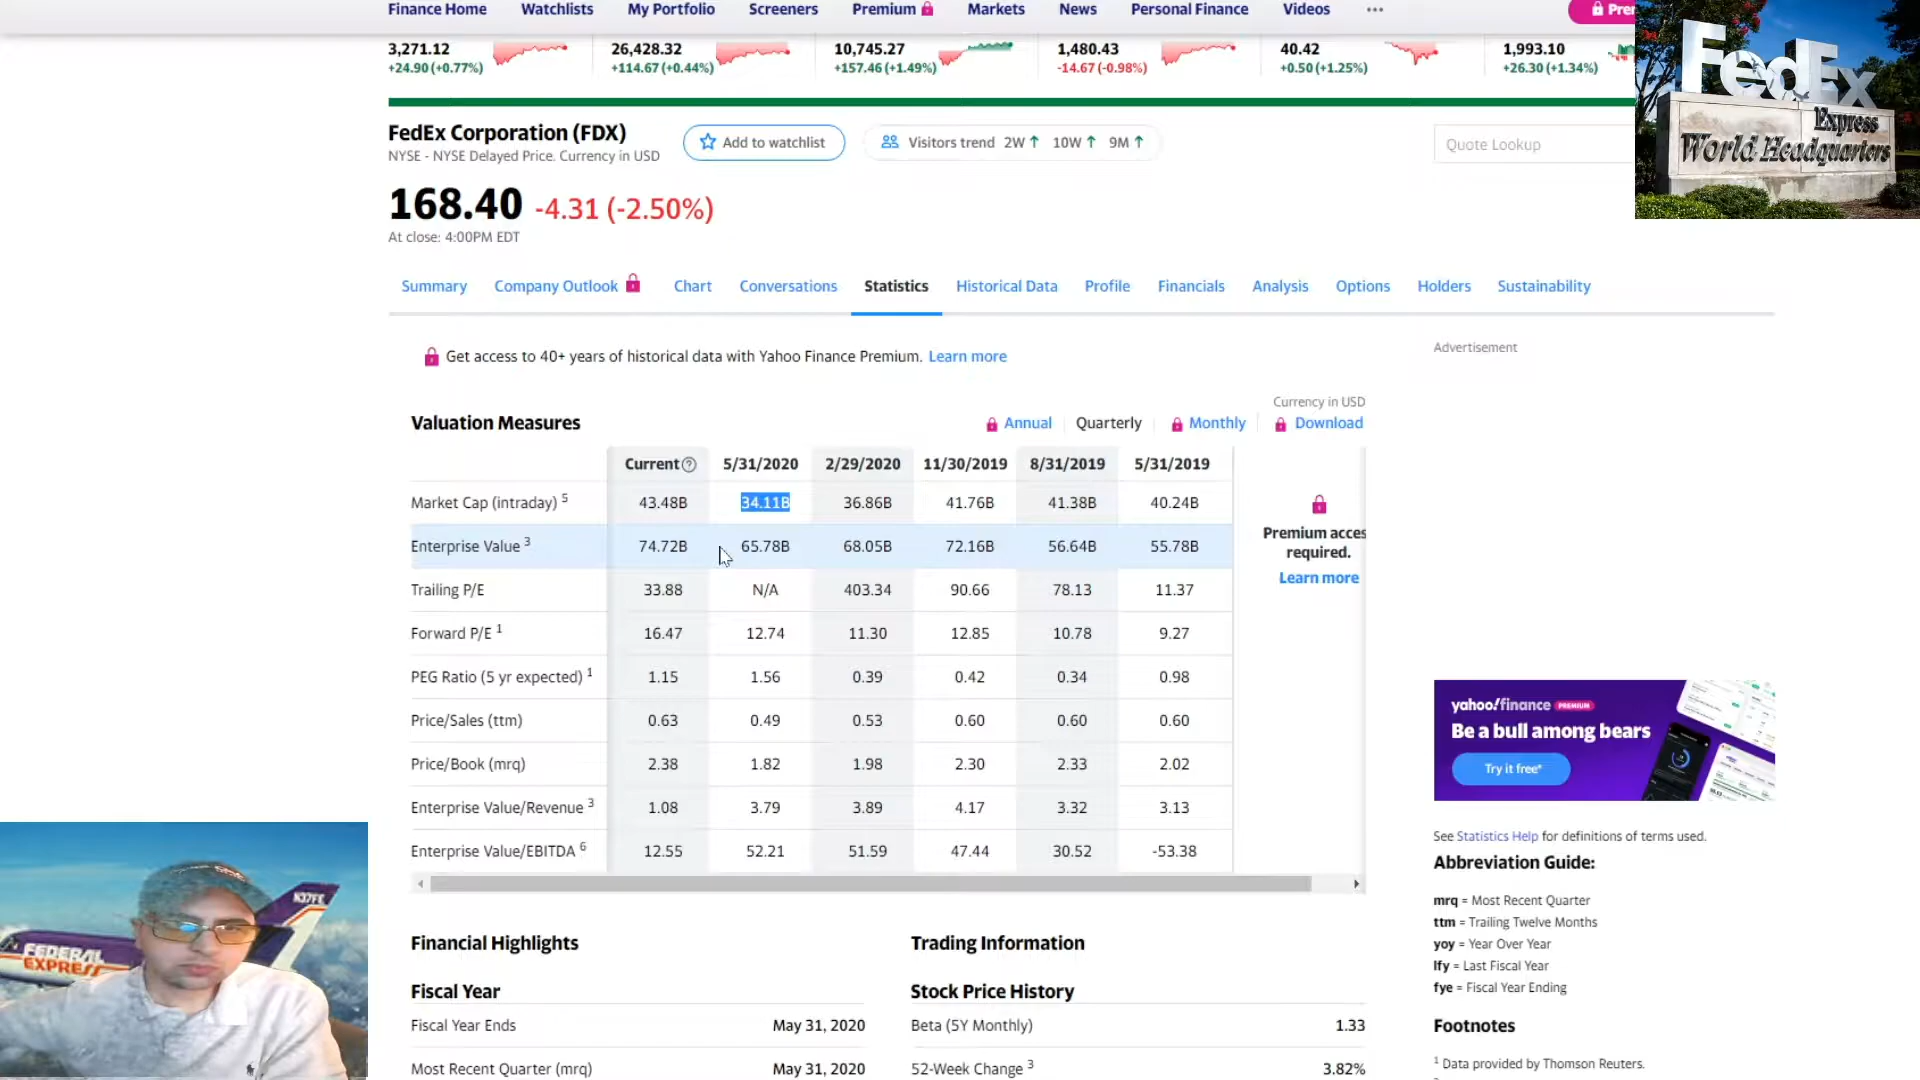 Finance Home Watchlists My Portfolio Screeners Premium Markets News Personal Finance Videos ...
3,271.12 26,428.32 10,745.27 1,480.43 40.42 1,993.10
+24.90 (+0.77%) +114.67 (+0.44%) +157.46 (+1.49%) -14.67 (-0.98%) +0.50 (+1.25%) +26.30 (+1.34%)
FedEx
Express
World Headquarters
FedEx Corporation (FDX)
NYSE - NYSE Delayed Price. Currency in USD
Add to watchlist
Visitors trend 2W↑ 10W↑ 9M↑
Quote Lookup
168.40 -4.31 (-2.50%)
At close: 4:00PM EDT
Summary Company Outlook Chart Conversations Statistics Historical Data Profile Financials Analysis Options Holders Sustainability
Get access to 40+ years of historical data with Yahoo Finance Premium. Learn more
Advertisement
Currency in USD
Valuation Measures Annual Quarterly Monthly Download
Current 5/31/2020 2/29/2020 11/30/2019 8/31/2019 5/31/2019
Market Cap (intraday) 5 43.48B 34.11B 36.86B 41.76B 41.38B 40.24B
Enterprise Value 3 74.72B 65.78B 68.05B 72.16B 56.64B 55.78B
Trailing P/E 33.88 N/A 403.34 90.66 78.13 11.37
Forward P/E 1 16.47 12.74 11.30 12.85 10.78 9.27
PEG Ratio (5 yr expected) 1 1.15 1.56 0.39 0.42 0.34 0.98
Price/Sales (ttm) 0.63 0.49 0.53 0.60 0.60 0.60
Price/Book (mrq) 2.38 1.82 1.98 2.30 2.33 2.02
Enterprise Value/Revenue 3 1.08 3.79 3.89 4.17 3.32 3.13
Enterprise Value/EBITDA 6 12.55 52.21 51.59 47.44 30.52 -53.38
Premium acces
required.
Learn more
yahoo!finance PREMIUM
Be a bull among bears
Try it free*
See Statistics Help for definitions of terms used.
Abbreviation Guide:
mrq = Most Recent Quarter
ttm = Trailing Twelve Months
yoy = Year Over Year
lfy = Last Fiscal Year
fye = Fiscal Year Ending
Footnotes
1 Data provided by Thomson Reuters.
Financial Highlights
Fiscal Year
Fiscal Year Ends May 31, 2020
Most Recent Quarter (mrq) May 31, 2020
Trading Information
Stock Price History
Beta (5Y Monthly) 1.33
52-Week Change 3 3.82%
FEDERAL
EXPRESS
N37FE